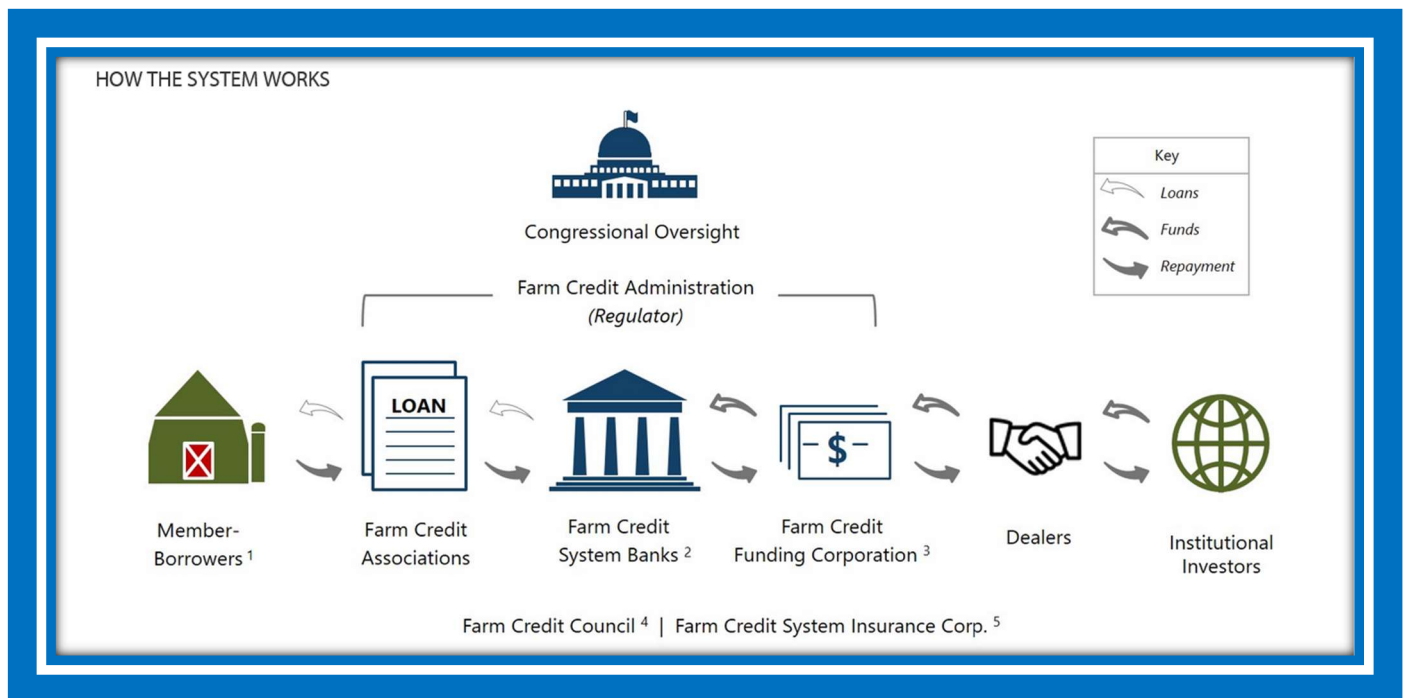 HOW THE SYSTEM WORKS
Key
Loans
Funds
Repayment
Congressional Oversight
Farm Credit Administration
(Regulator)
LOAN
$
Member-
Borrowers 1
Farm Credit
Associations
Farm Credit
System Banks 2
Farm Credit
Funding Corporation 3
Dealers
Institutional
Investors
Farm Credit Council 4 | Farm Credit System Insurance Corp. 5